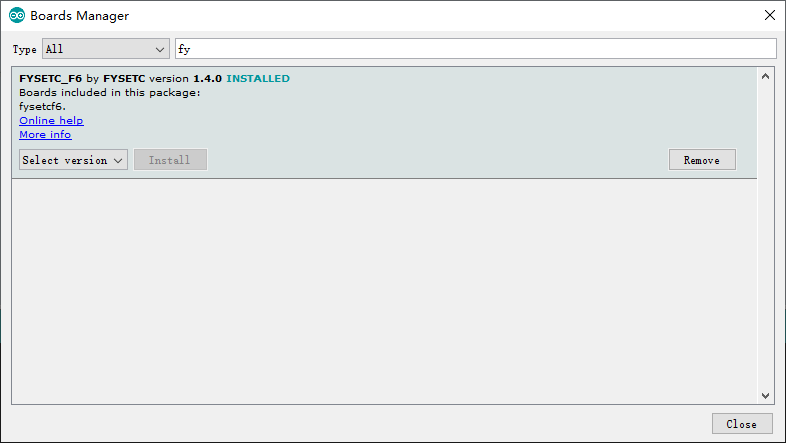 Boards Manager
Type All fy
FYSETC_F6 by FYSETC version 1.4.0 INSTALLED
Boards included in this package:
fysetcf6.
Online help
More info
Select version Install Remove
Close